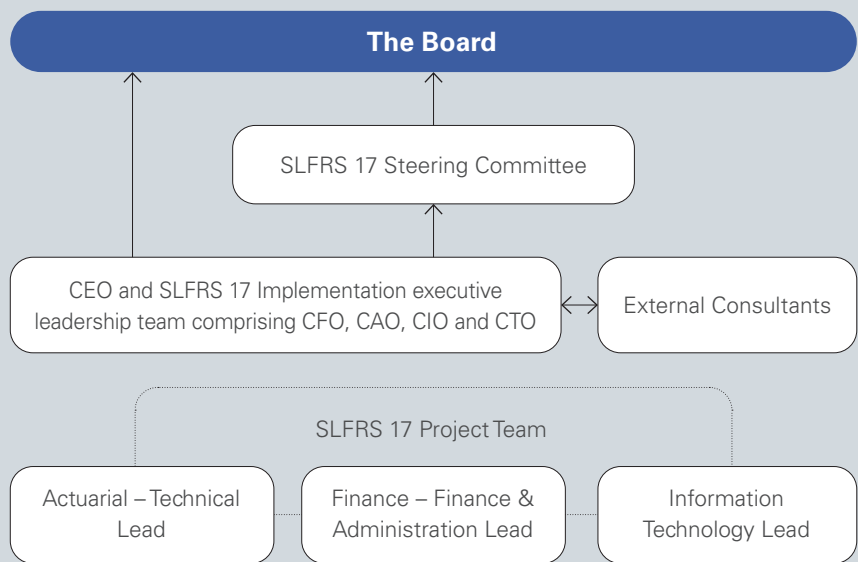 The Board
SLFRS 17 Steering Committee
CEO and SLFRS 17 Implementation executive
leadership team comprising CFO, CAO, CIO and CTO
External Consultants
SLFRS 17 Project Team
Actuarial – Technical
Lead
Finance – Finance &
Administration Lead
Information
Technology Lead